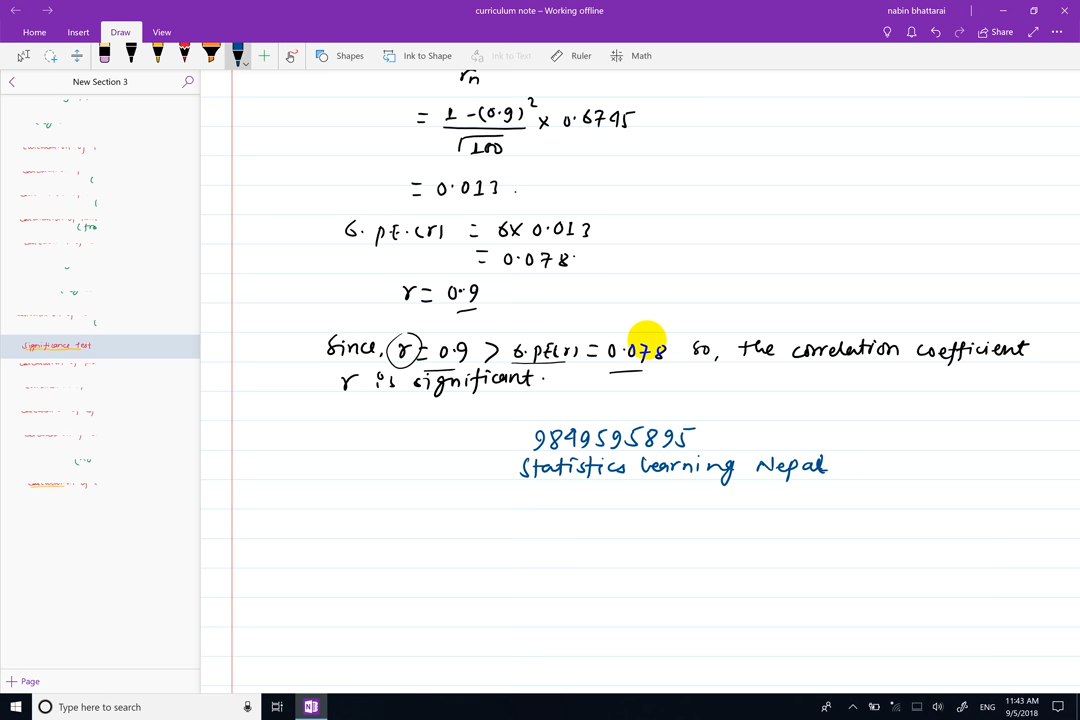 curriculum note – Working offline
nabin bhattarai
Home Insert Draw View
Share
Shapes Ink to Shape Ink to Text Ruler Math
New Section 3
Significance test
+ Page
√n
= 1 - (0.9)² / √100 × 0.6745
= 0.013.
6. P.E.(r) = 6 × 0.013
= 0.078.
r = 0.9
Since, r = 0.9 > 6.P.E(r) = 0.078 so, the correlation coefficient
r is significant.
9849595895
Statistics Learning Nepal
Type here to search
ENG
11:43 AM
9/5/2018